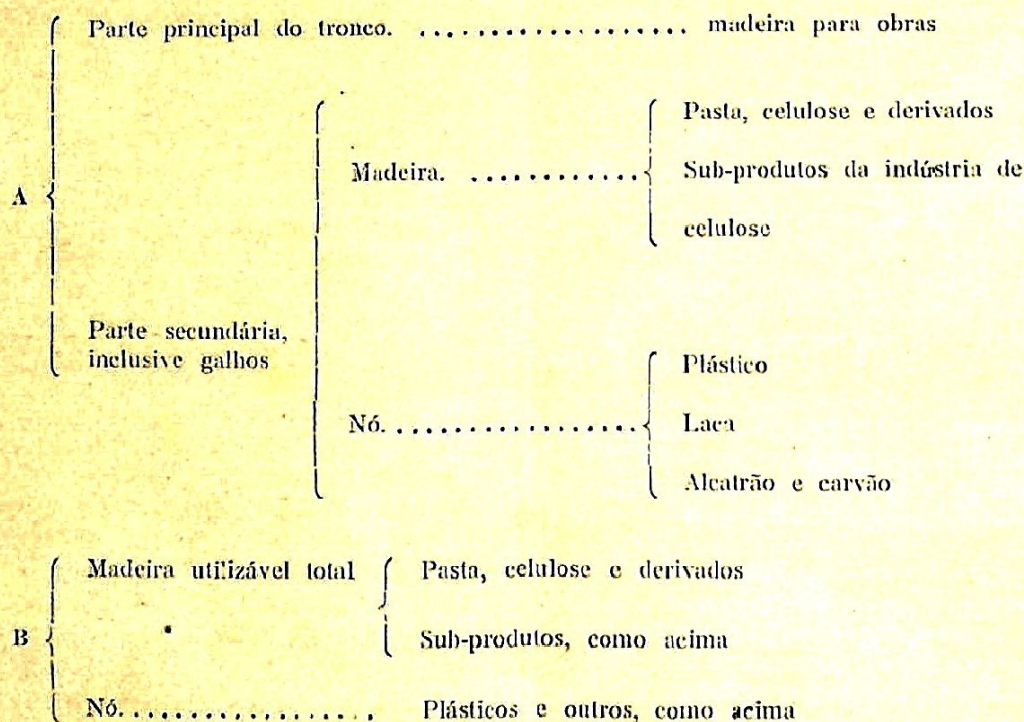 Parte principal do tronco. .................... madeira para obras
Pasta, celulose e derivados
Madeira. ............ Sub-produtos da indústria de
A
celulose
Parte secundária,
inclusive galhos
Plástico
Nó. ................. Laca
Alcatrão e carvão
Madeira utilizável total Pasta, celulose e derivados
B Sub-produtos, como acima
Nó. ................. Plásticos e outros, como acima